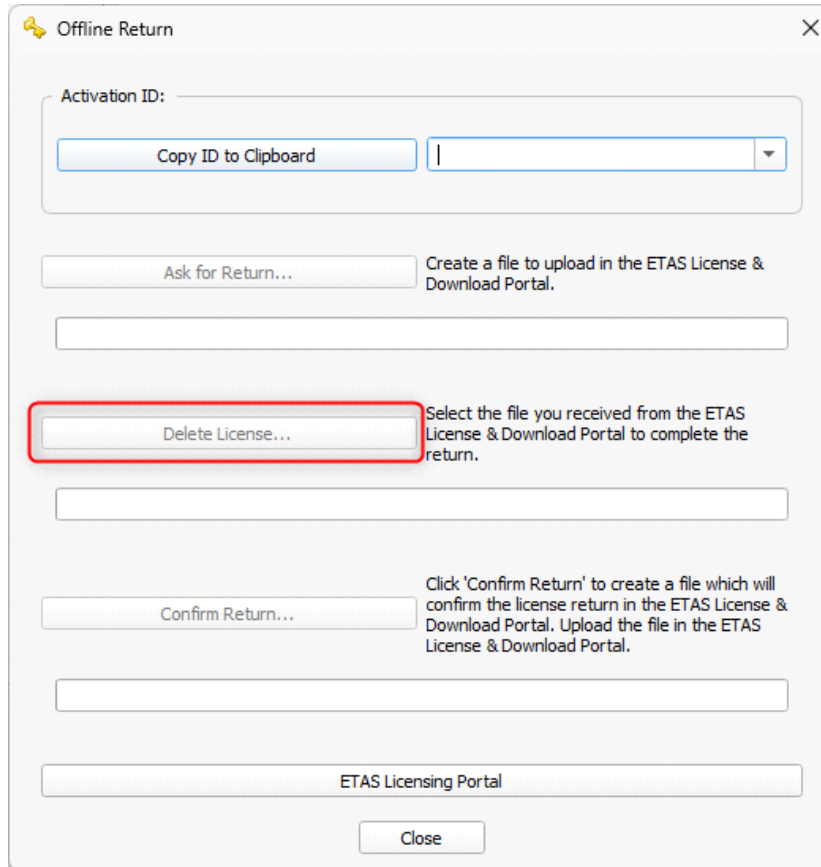 Offline Return
Activation ID:
Copy ID to Clipboard
Ask for Return...
Create a file to upload in the ETAS License &
Download Portal.
Delete License...
Select the file you received from the ETAS
License & Download Portal to complete the
return.
Confirm Return...
Click 'Confirm Return' to create a file which will
confirm the license return in the ETAS License &
Download Portal. Upload the file in the ETAS
License & Download Portal.
ETAS Licensing Portal
Close